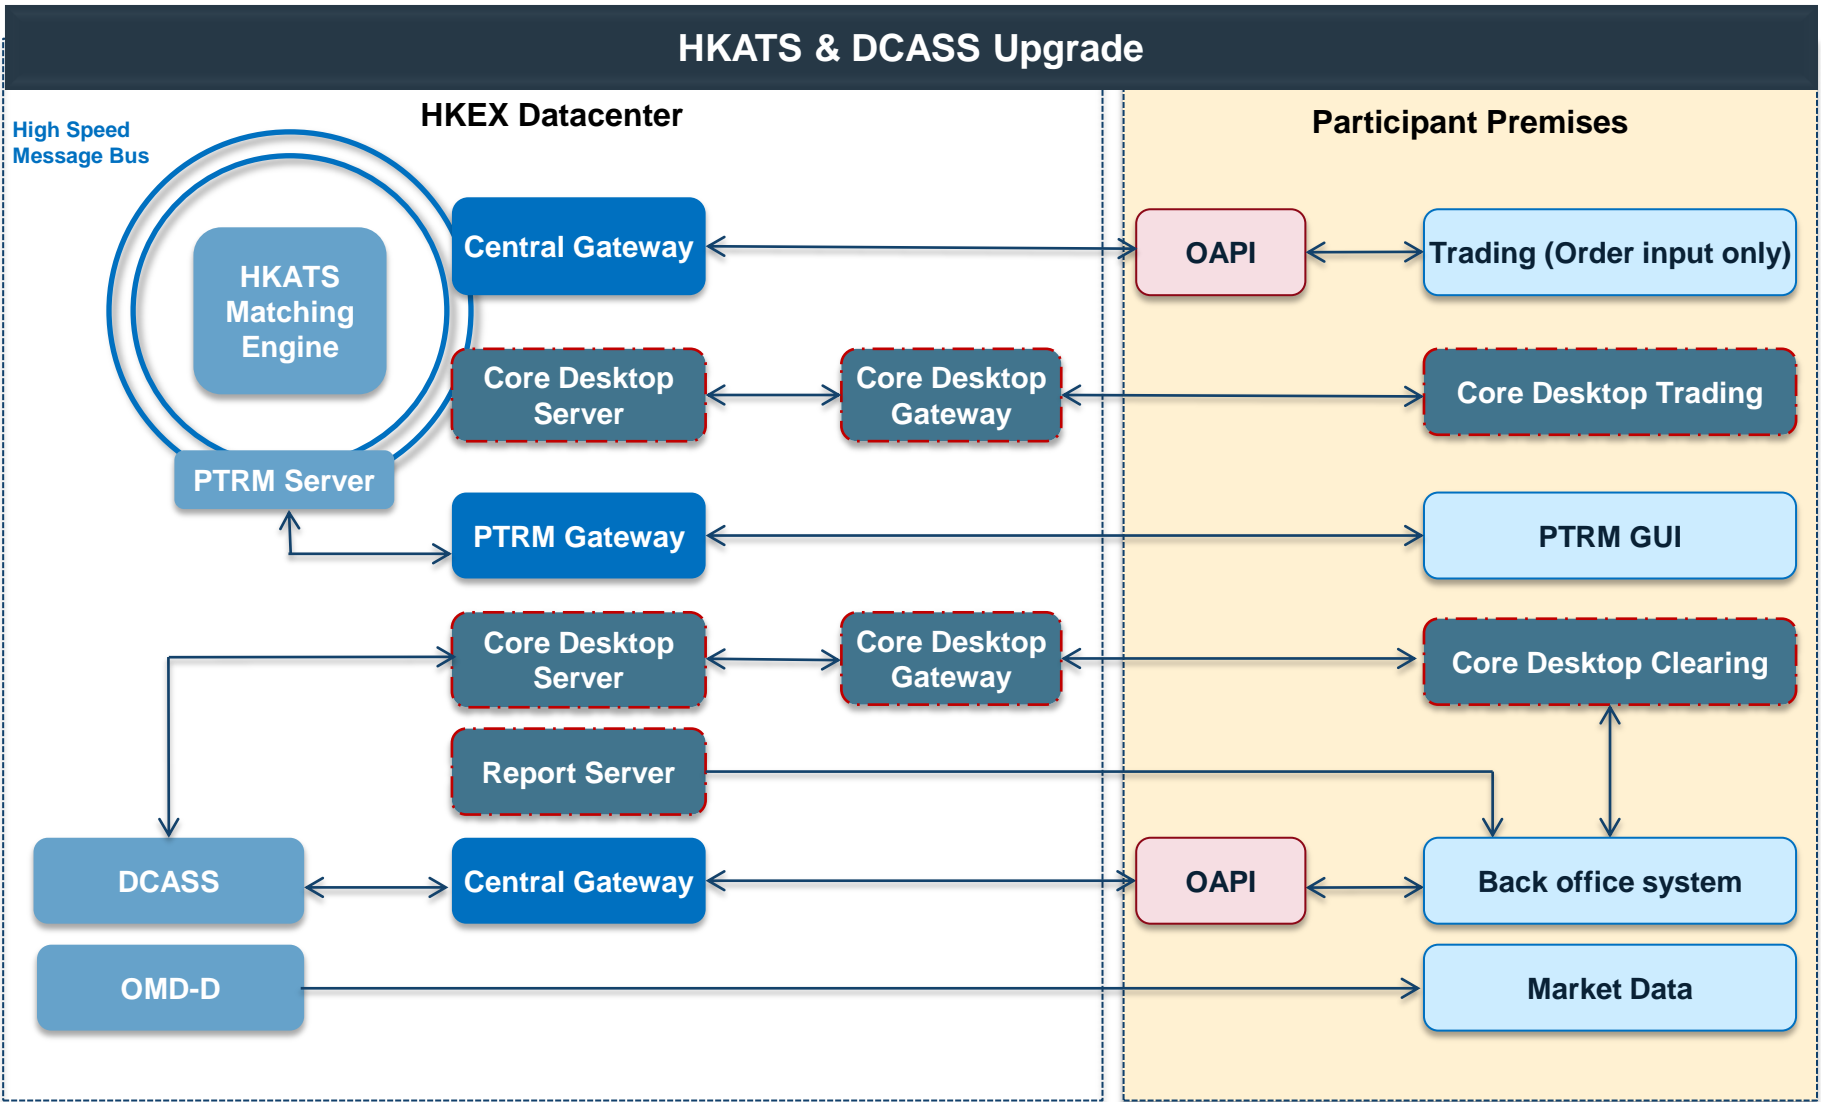 HKATS & DCASS Upgrade
HKEX Datacenter
Participant Premises
High Speed
Message Bus
HKATS
Matching
Engine
Central Gateway
OAPI
Trading (Order input only)
Core Desktop
Server
Core Desktop
Gateway
Core Desktop Trading
PTRM Server
PTRM Gateway
PTRM GUI
Core Desktop
Server
Core Desktop
Gateway
Core Desktop Clearing
Report Server
DCASS
Central Gateway
OAPI
Back office system
OMD-D
Market Data